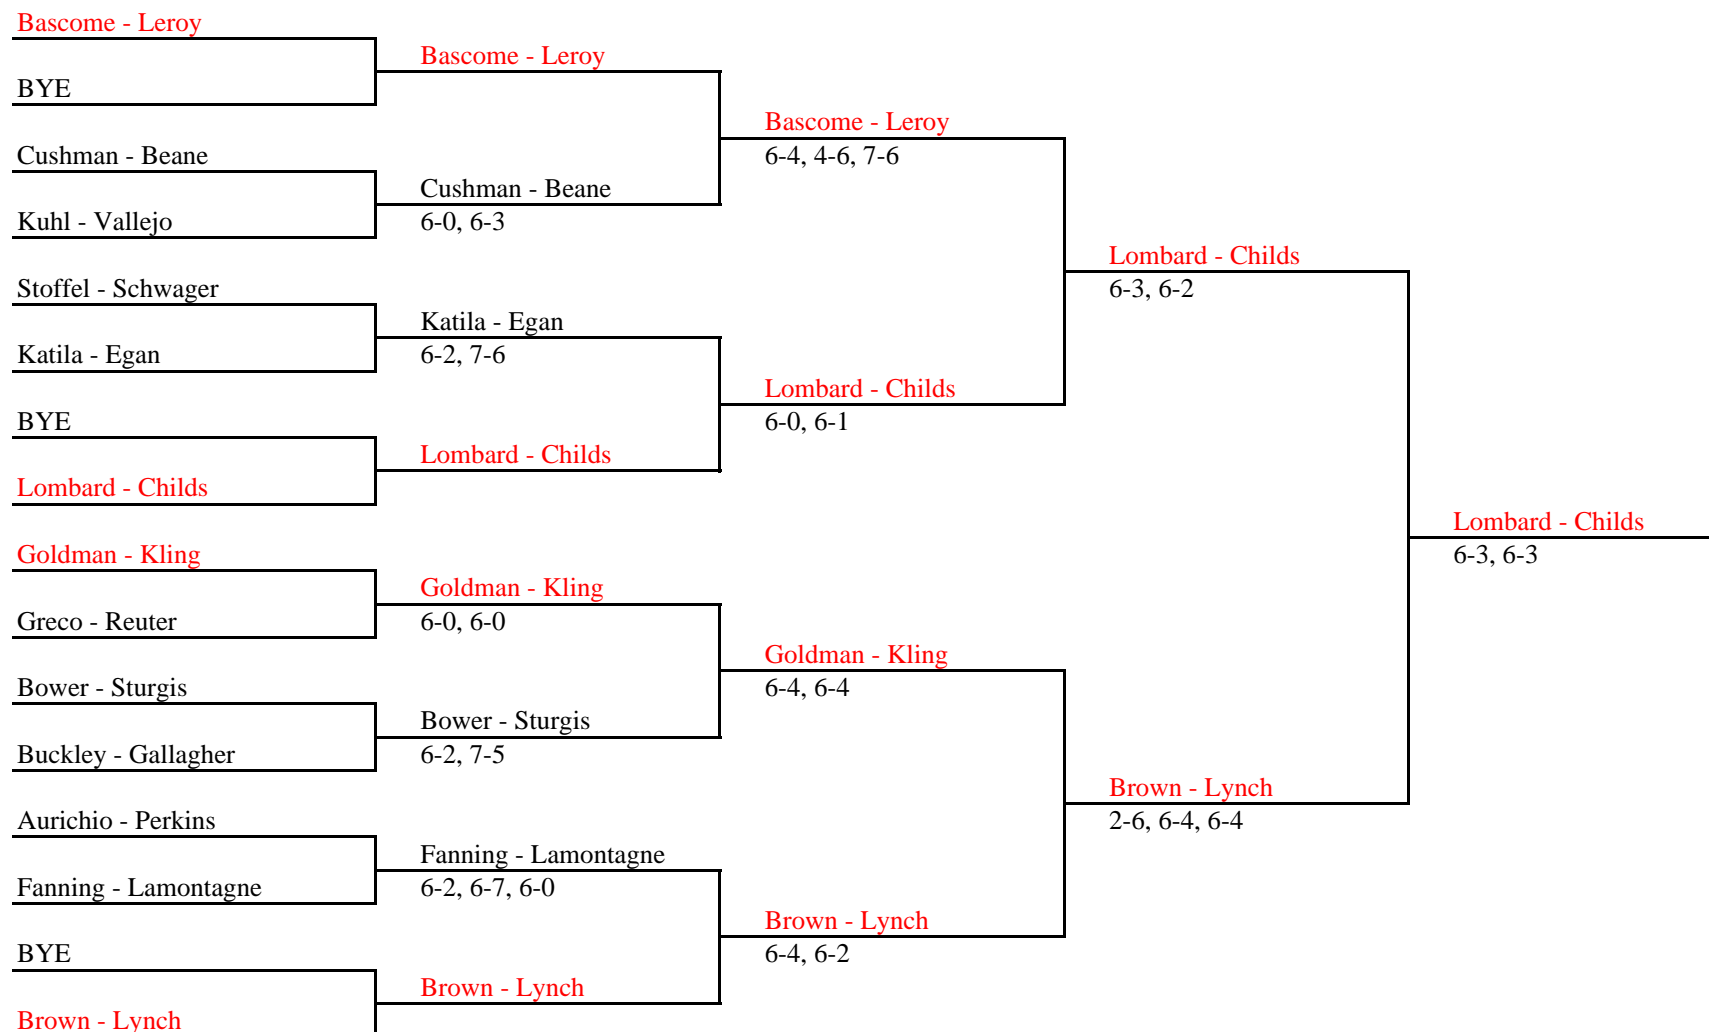 Bascome - Leroy
BYE
Cushman - Beane
Kuhl - Vallejo
Stoffel - Schwager
Katila - Egan
BYE
Lombard - Childs
Goldman - Kling
Greco - Reuter
Bower - Sturgis
Buckley - Gallagher
Aurichio - Perkins
Fanning - Lamontagne
BYE
Brown - Lynch
Bascome - Leroy
Cushman - Beane
6-0, 6-3
Katila - Egan
6-2, 7-6
Lombard - Childs
Goldman - Kling
6-0, 6-0
Bower - Sturgis
6-2, 7-5
Fanning - Lamontagne
6-2, 6-7, 6-0
Brown - Lynch
Bascome - Leroy
6-4, 4-6, 7-6
Lombard - Childs
6-0, 6-1
Goldman - Kling
6-4, 6-4
Brown - Lynch
6-4, 6-2
Lombard - Childs
6-3, 6-2
Brown - Lynch
2-6, 6-4, 6-4
Lombard - Childs
6-3, 6-3